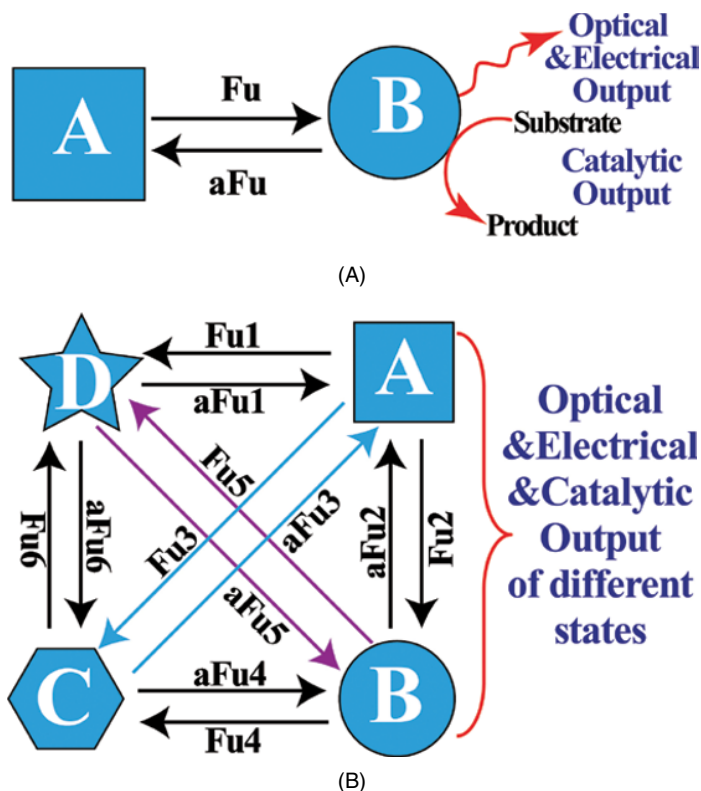 A
Fu
aFu
B
Optical
&Electrical
Output
Substrate
Catalytic
Output
Product
(A)
D
Fu1
aFu1
A
Fu5
aFu3
Fu3
aFu5
Fu6
aFu6
aFu2
Fu2
C
aFu4
Fu4
B
Optical
&Electrical
&Catalytic
Output
of different
states
(B)